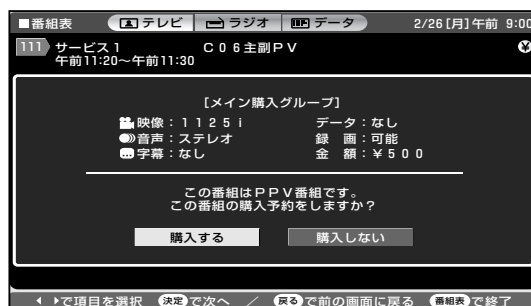 ■番組表 テレビ ラジオ データ 2/26[月]午前 9:00
111 サービス1 C06主副PV ¥
午前11:20~午前11:30
[メイン購入グループ]
映像：1125i データ：なし
音声：ステレオ 録 画：可能
字幕：なし 金 額：¥500
この番組はPPV番組です。
この番組の購入予約をしますか？
購入する 購入しない
で項目を選択 決定で次へ ／ 戻るで前の画面に戻る 番組表で終了